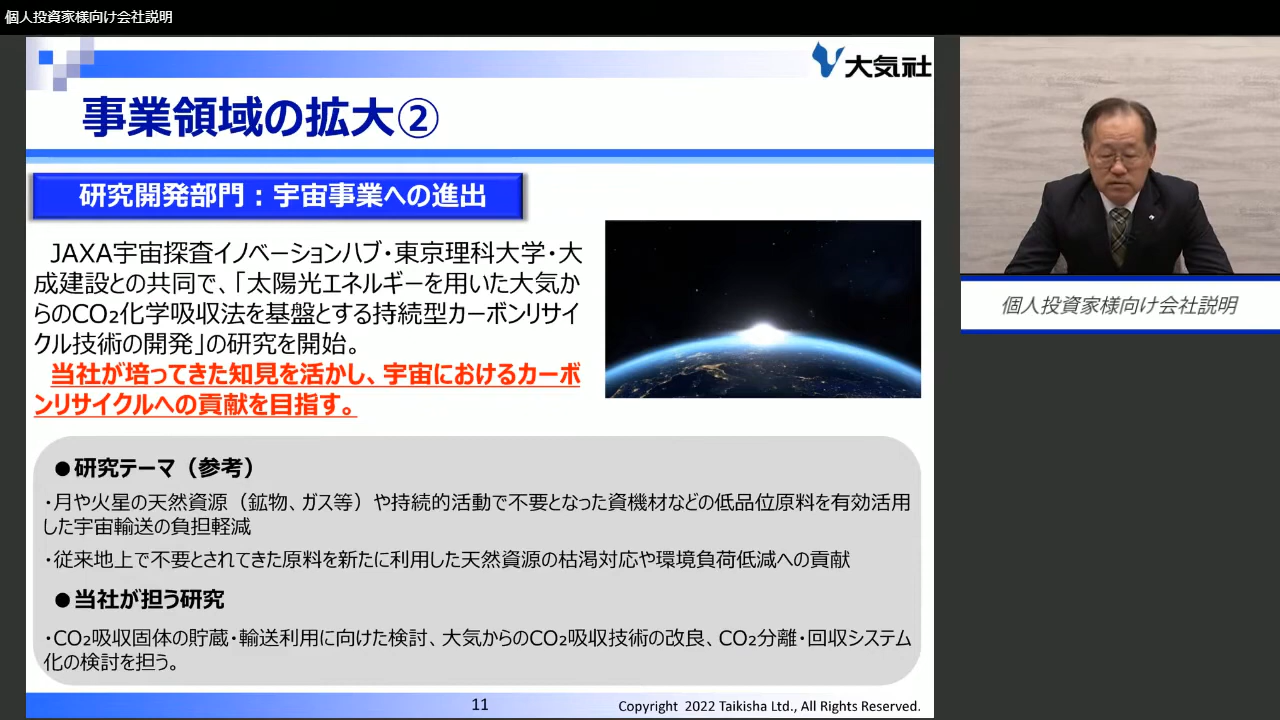 個人投資家様向け会社説明
大気社
事業領域の拡大②
研究開発部門：宇宙事業への進出
JAXA宇宙探査イノベーションハブ・東京理科大学・大
成建設との共同で、「太陽光エネルギーを用いた大気か
らのCO₂化学吸収法を基盤とする持続型カーボンリサイ
クル技術の開発」の研究を開始。
当社が培ってきた知見を活かし、宇宙におけるカーボ
ンリサイクルへの貢献を目指す。
●研究テーマ（参考）
・月や火星の天然資源（鉱物、ガス等）や持続的活動で不要となった資機材などの低品位原料を有効活用
した宇宙輸送の負担軽減
・従来地上で不要とされてきた原料を新たに利用した天然資源の枯渇対応や環境負荷低減への貢献
●当社が担う研究
・CO₂吸収固体の貯蔵・輸送利用に向けた検討、大気からのCO₂吸収技術の改良、CO₂分離・回収システム
化の検討を担う。
11
Copyright 2022 Taikisha Ltd., All Rights Reserved.
個人投資家様向け会社説明